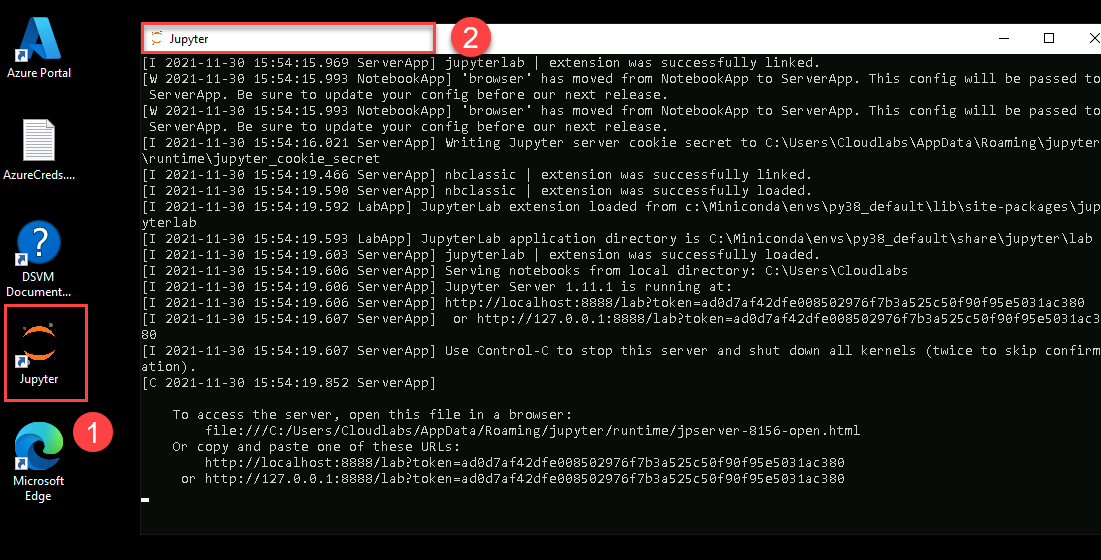 Azure Portal
AzureCreds....
?
DSVM
Document...
Jupyter
1
Microsoft
Edge
Jupyter
2
[I 2021-11-30 15:54:15.969 ServerApp] jupyterlab | extension was successfully linked.
[W 2021-11-30 15:54:15.993 NotebookApp] 'browser' has moved from NotebookApp to ServerApp. This config will be passed to
ServerApp. Be sure to update your config before our next release.
[W 2021-11-30 15:54:15.993 NotebookApp] 'browser' has moved from NotebookApp to ServerApp. This config will be passed to
ServerApp. Be sure to update your config before our next release.
[I 2021-11-30 15:54:16.021 ServerApp] Writing Jupyter server cookie secret to C:\Users\Cloudlabs\AppData\Roaming\jupyter
\runtime\jupyter_cookie_secret
[I 2021-11-30 15:54:19.466 ServerApp] nbclassic | extension was successfully linked.
[I 2021-11-30 15:54:19.590 ServerApp] nbclassic | extension was successfully loaded.
[I 2021-11-30 15:54:19.592 LabApp] JupyterLab extension loaded from c:\Miniconda\envs\py38_default\lib\site-packages\jup
yterlab
[I 2021-11-30 15:54:19.593 LabApp] JupyterLab application directory is C:\Miniconda\envs\py38_default\share\jupyter\lab
[I 2021-11-30 15:54:19.603 ServerApp] jupyterlab | extension was successfully loaded.
[I 2021-11-30 15:54:19.606 ServerApp] Serving notebooks from local directory: C:\Users\Cloudlabs
[I 2021-11-30 15:54:19.606 ServerApp] Jupyter Server 1.11.1 is running at:
[I 2021-11-30 15:54:19.606 ServerApp] http://localhost:8888/lab?token=ad0d7af42dfe008502976f7b3a525c50f90f95e5031ac380
[I 2021-11-30 15:54:19.607 ServerApp]  or http://127.0.0.1:8888/lab?token=ad0d7af42dfe008502976f7b3a525c50f90f95e5031ac3
80
[I 2021-11-30 15:54:19.607 ServerApp] Use Control-C to stop this server and shut down all kernels (twice to skip confirm
ation).
[C 2021-11-30 15:54:19.852 ServerApp]
To access the server, open this file in a browser:
file:///C:/Users/Cloudlabs/AppData/Roaming/jupyter/runtime/jpserver-8156-open.html
Or copy and paste one of these URLs:
http://localhost:8888/lab?token=ad0d7af42dfe008502976f7b3a525c50f90f95e5031ac380
or http://127.0.0.1:8888/lab?token=ad0d7af42dfe008502976f7b3a525c50f90f95e5031ac380